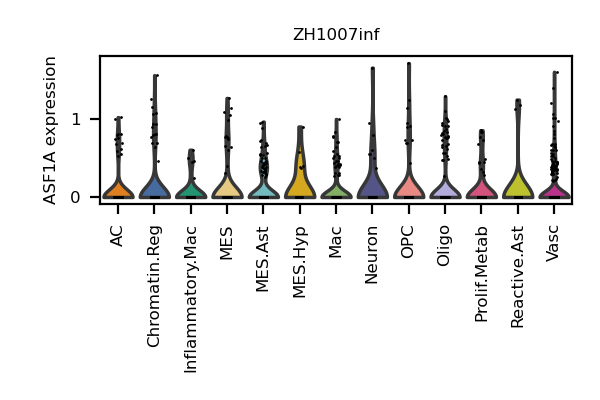 ZH1007inf
ASF1A expression
1
0
AC
Chromatin.Reg
Inflammatory.Mac
MES
MES.Ast
MES.Hyp
Mac
Neuron
OPC
Oligo
Prolif.Metab
Reactive.Ast
Vasc